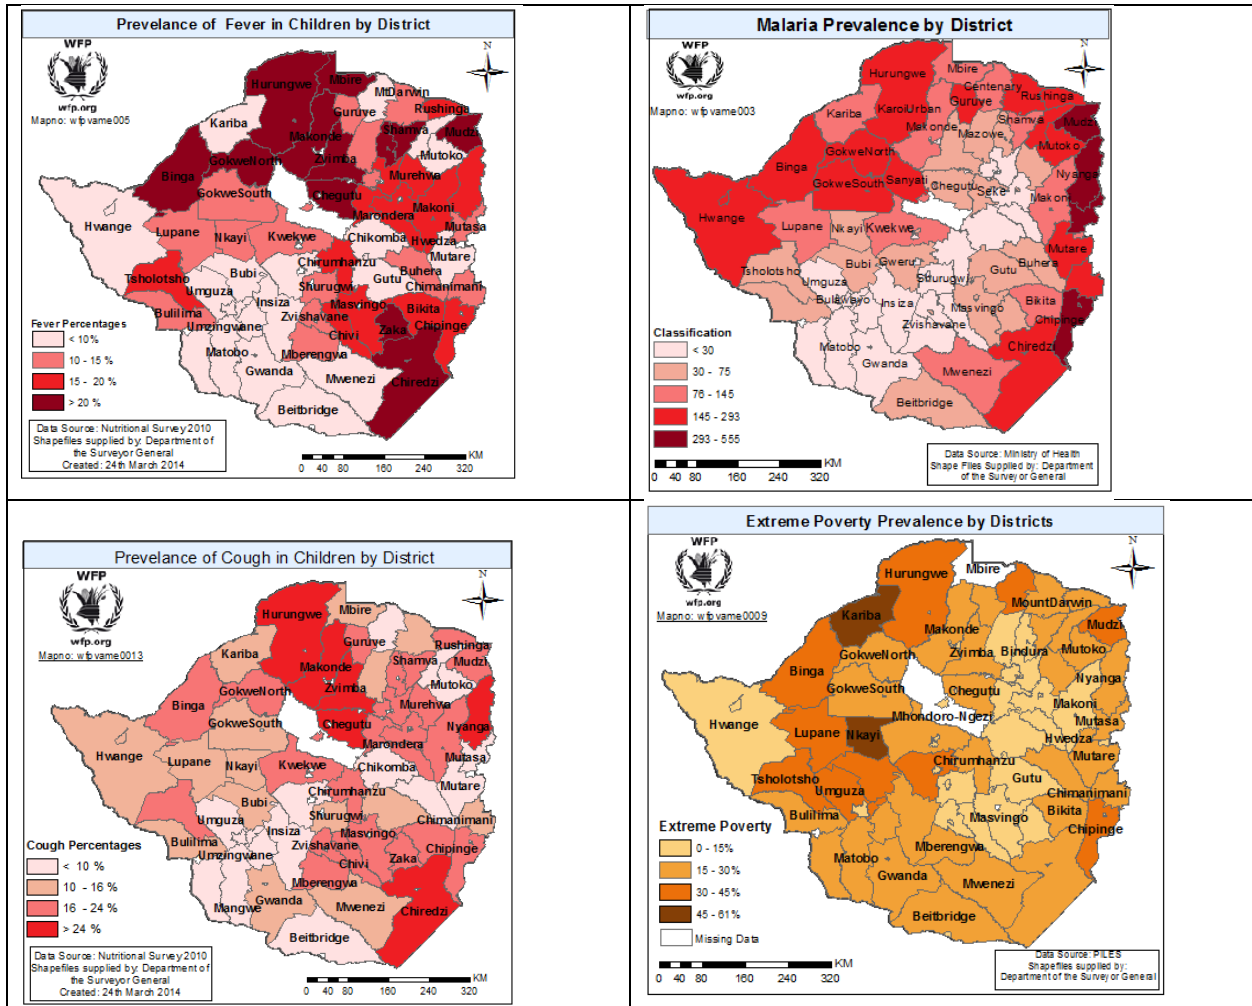 Prevelance of Fever in Children by District
WFP
wfp.org
Mapno: wfpvame005
N
Hurungwe
Mbire
MtDarwin
Kariba
Guruve
Rushinga
Makonde
Shamva
Mudzi
Zvimba
Mutoko
GokweNorth
Binga
Murehwa
GokweSouth
Chegutu
Makoni
Marondera
Hwange
Lupane
Nkayi
Kwekwe
Chikomba
Hwedza
Mutasa
Mutare
Chirumhanzu
Tsholotsho
Bubi
Buhera
Umguza
Shurugwi
Gutu
Chimanimani
Insiza
Masvingo
Bikita
Bulilima
Zvishavane
Umzingwane
Chivi
Zaka
Chipinge
Matobo
Mberengwa
Gwanda
Mwenezi
Chiredzi
Beitbridge
Fever Percentages
< 10%
10 - 15 %
15 - 20 %
> 20 %
Data Source: Nutritional Survey 2010
Shapefiles supplied by: Department of
the Surveyor General
Created: 24th March 2014
KM
0 40 80 160 240 320
Malaria Prevalence by District
WFP
wfp.org
Mapno: wfpvame003
N
Hurungwe
Mbire
Centenary
Rushinga
KaroiUrban
Guruve
Kariba
Makonde
Shamva
Mudzi
Mazowe
Mutoko
GokweNorth
Binga
Nyanga
GokweSouth
Sanyati
Chegutu
Seke
Makoni
Hwange
Lupane
Nkayi
Kwekwe
Mutare
Tsholotsho
Bubi
Gweru
Buhera
Umguza
Shurugwi
Gutu
Bulawayo
Insiza
Masvingo
Bikita
Zvishavane
Chipinge
Matobo
Chiredzi
Gwanda
Mwenezi
Beitbridge
Classification
< 30
30 - 75
76 - 145
145 - 293
293 - 555
Data Source: Ministry of Health
Shape Files Supplied by: Department
of the Surveyor General
KM
0 40 80 160 240 320
Prevelance of Cough in Children by District
WFP
wfp.org
Mapno: wfpvame0013
N
Hurungwe
Mbire
Guruve
Rushinga
Kariba
Makonde
Shamva
Mudzi
Zvimba
Mutoko
GokweNorth
Binga
Murehwa
GokweSouth
Chegutu
Nyanga
Marondera
Hwange
Lupane
Nkayi
Kwekwe
Chikomba
Mutasa
Mutare
Chirumhanzu
Bubi
Umguza
Shurugwi
Chimanimani
Insiza
Masvingo
Bulilima
Zvishavane
Chipinge
Umzingwane
Chivi
Zaka
Mberengwa
Mangwe
Gwanda
Mwenezi
Chiredzi
Beitbridge
Cough Percentages
< 10 %
10 - 16 %
16 - 24 %
> 24 %
Data Source: Nutritional Survey 2010
Shapefiles supplied by: Department of
the Surveyor General
Created: 24th March 2014
KM
0 40 80 160 240 320
Extreme Poverty Prevalence by Districts
WFP
wfp.org
Mapno: wfpvame0009
N
Mbire
Hurungwe
MountDarwin
Kariba
Makonde
Mudzi
GokweNorth
Zvimba
Bindura
Mutoko
Binga
Nyanga
GokweSouth
Chegutu
Makoni
Mhondoro-Ngezi
Mutasa
Hwange
Lupane
Nkayi
Hwedza
Mutare
Chirumhanzu
Tsholotsho
Gutu
Umguza
Chimanimani
Bulilima
Masvingo
Bikita
Chipinge
Matobo
Mberengwa
Gwanda
Mwenezi
Beitbridge
Extreme Poverty
0 - 15%
15 - 30%
30 - 45%
45 - 61%
Missing Data
Data Source: PILES
Shapefiles supplied by:
Department of the Surveyor General
KM
0 40 80 160 240 320